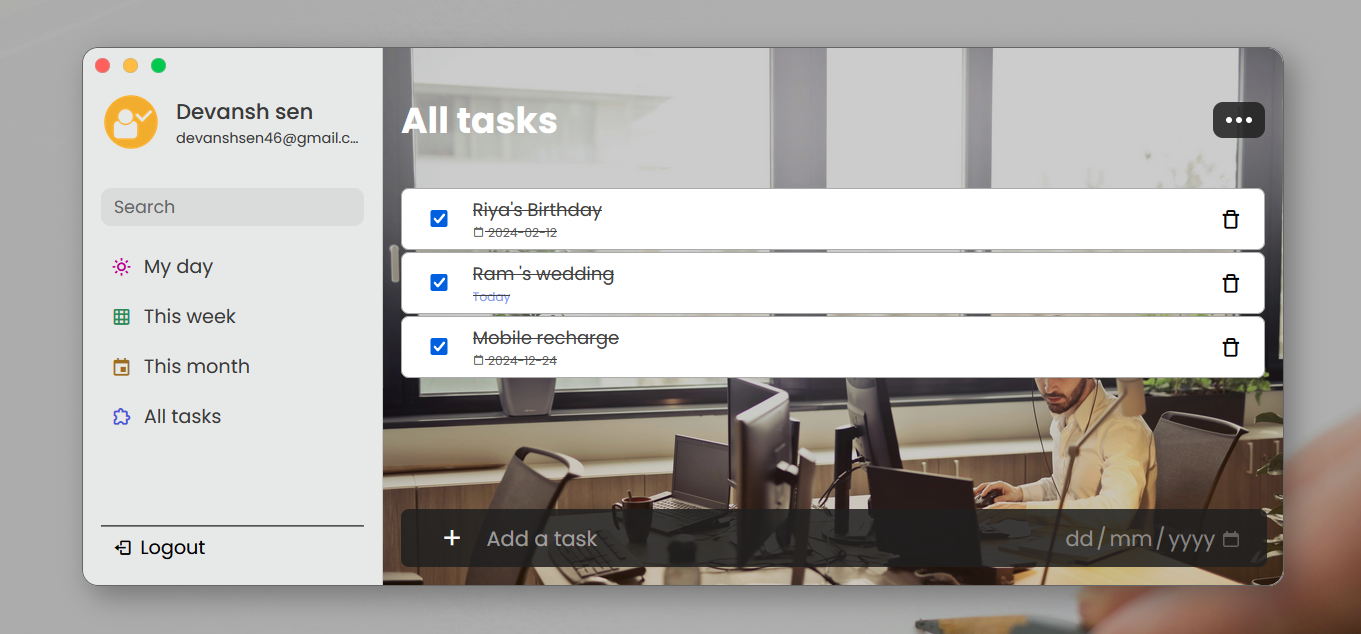 Devansh sen
devanshsen46@gmail.c...
Search
My day
This week
This month
All tasks
Logout
All tasks
Riya's Birthday
2024-02-12
Ram 's wedding
Today
Mobile recharge
2024-12-24
Add a task
dd/mm/yyyy